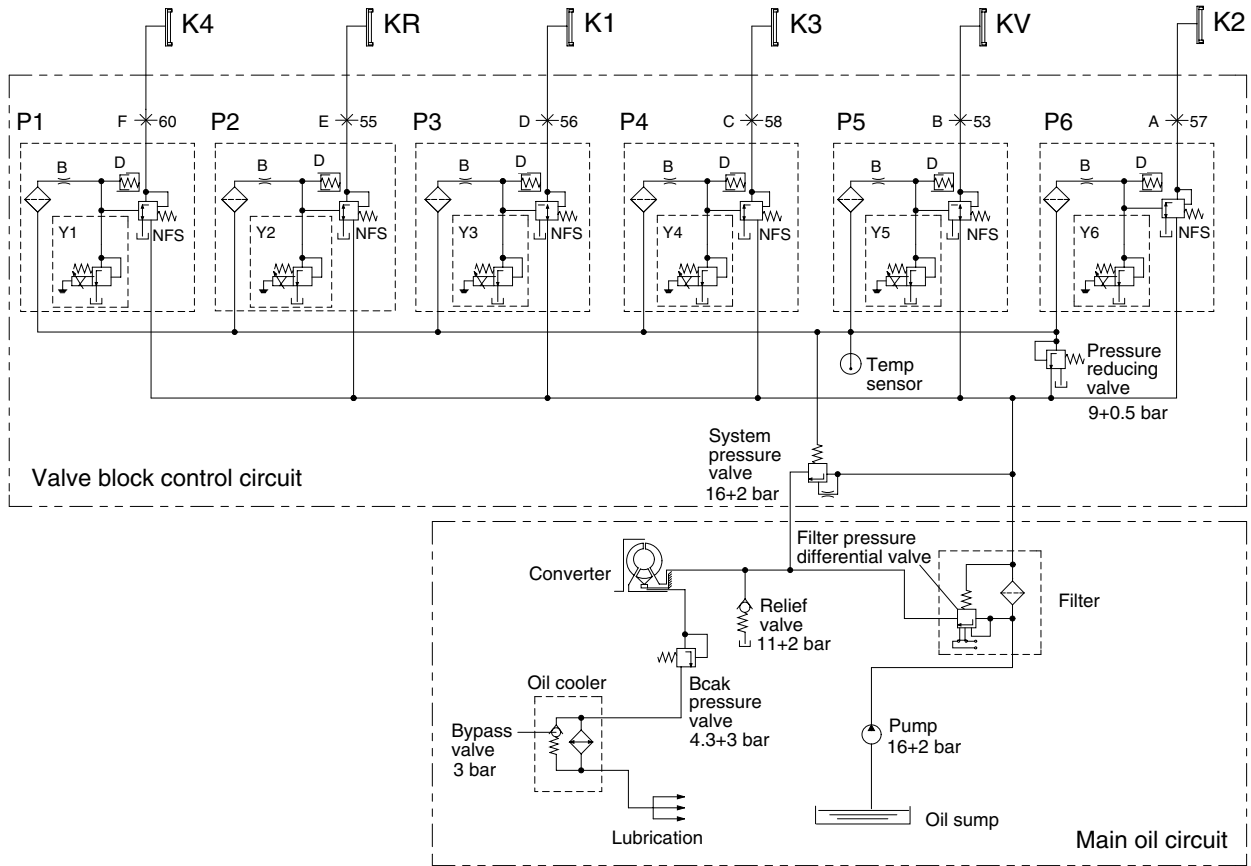 K4
KR
K1
K3
KV
K2
P1
F
60
P2
E
55
P3
D
56
P4
C
58
P5
B
53
P6
A
57
B
D
Y1
NFS
B
D
Y2
NFS
B
D
Y3
NFS
B
D
Y4
NFS
B
D
Y5
NFS
B
D
Y6
NFS
Temp
sensor
Pressure
reducing
valve
9+0.5 bar
System
pressure
valve
16+2 bar
Valve block control circuit
Filter pressure
differential valve
Converter
Relief
valve
11+2 bar
Filter
Oil cooler
Bcak
pressure
valve
4.3+3 bar
Bypass
valve
3 bar
Pump
16+2 bar
Lubrication
Oil sump
Main oil circuit